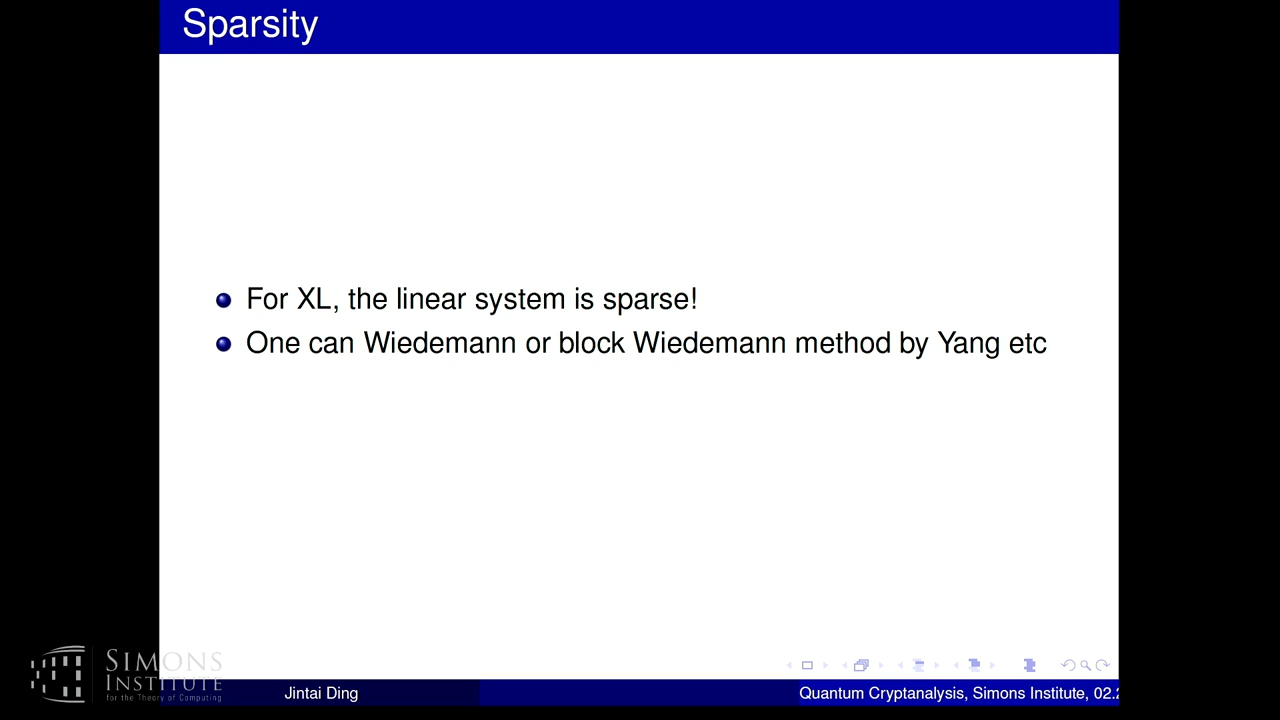 Sparsity
For XL, the linear system is sparse!
One can Wiedemann or block Wiedemann method by Yang etc
SIMONS
INSTITUTE
for the Theory of Computing
Jintai Ding
Quantum Cryptanalysis, Simons Institute, 02.2